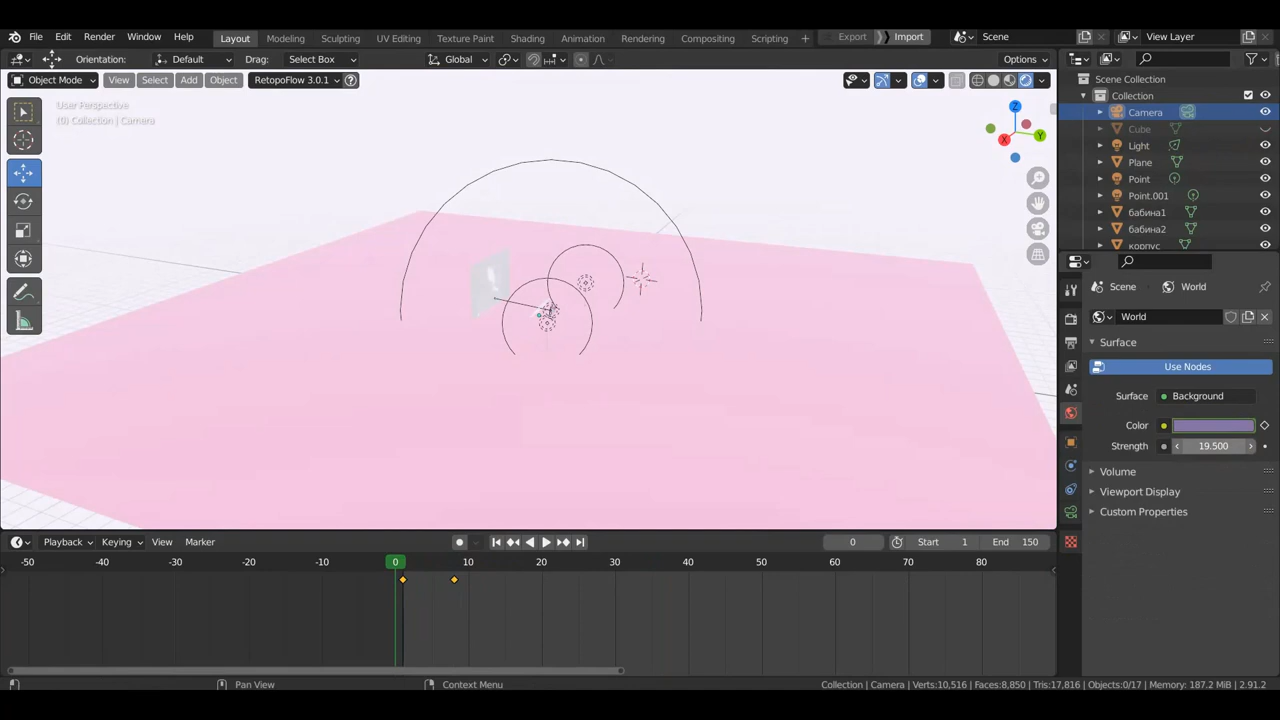 File Edit Render Window Help Layout Modeling Sculpting UV Editing Texture Paint Shading Animation Rendering Compositing Scripting + Export Import Scene View Layer
Orientation: Default Drag: Select Box Global Options
Object Mode View Select Add Object RetopoFlow 3.0.1
User Perspective
(0) Collection | Camera
Z
Y
X
Scene Collection
Collection
Camera
Cube
Light
Plane
Point
Point.001
бабина1
бабина2
корпус
Scene World
World
Surface
Use Nodes
Surface Background
Color
Strength 19.500
Volume
Viewport Display
Custom Properties
Playback Keying View Marker 0 Start 1 End 150
-50 -40 -30 -20 -10 0 10 20 30 40 50 60 70 80
Pan View Context Menu Collection | Camera | Verts:10,516 | Faces:8,850 | Tris:17,816 | Objects:0/17 | Memory: 187.2 MiB | 2.91.2